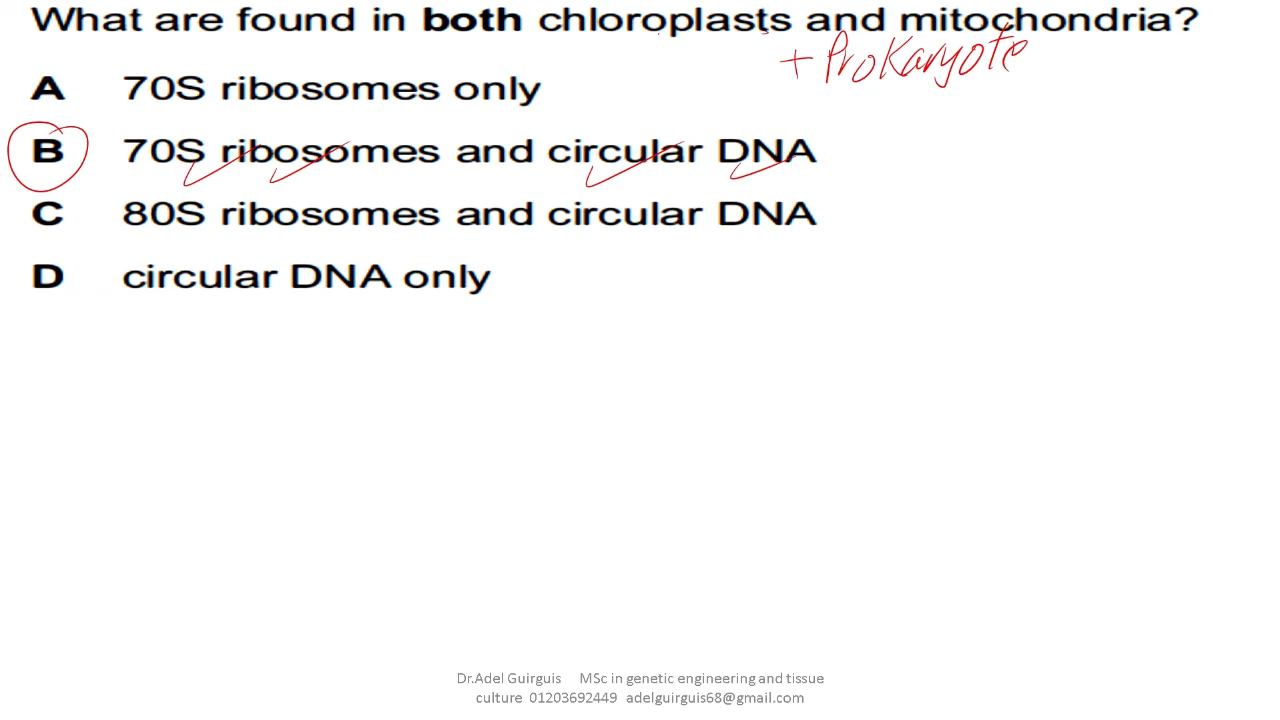 What are found in both chloroplasts and mitochondria?
+ Prokaryote
A 70S ribosomes only
B 70S ribosomes and circular DNA
C 80S ribosomes and circular DNA
D circular DNA only
Dr.Adel Guirguis MSc in genetic engineering and tissue
culture 01203692449 adelguirguis68@gmail.com